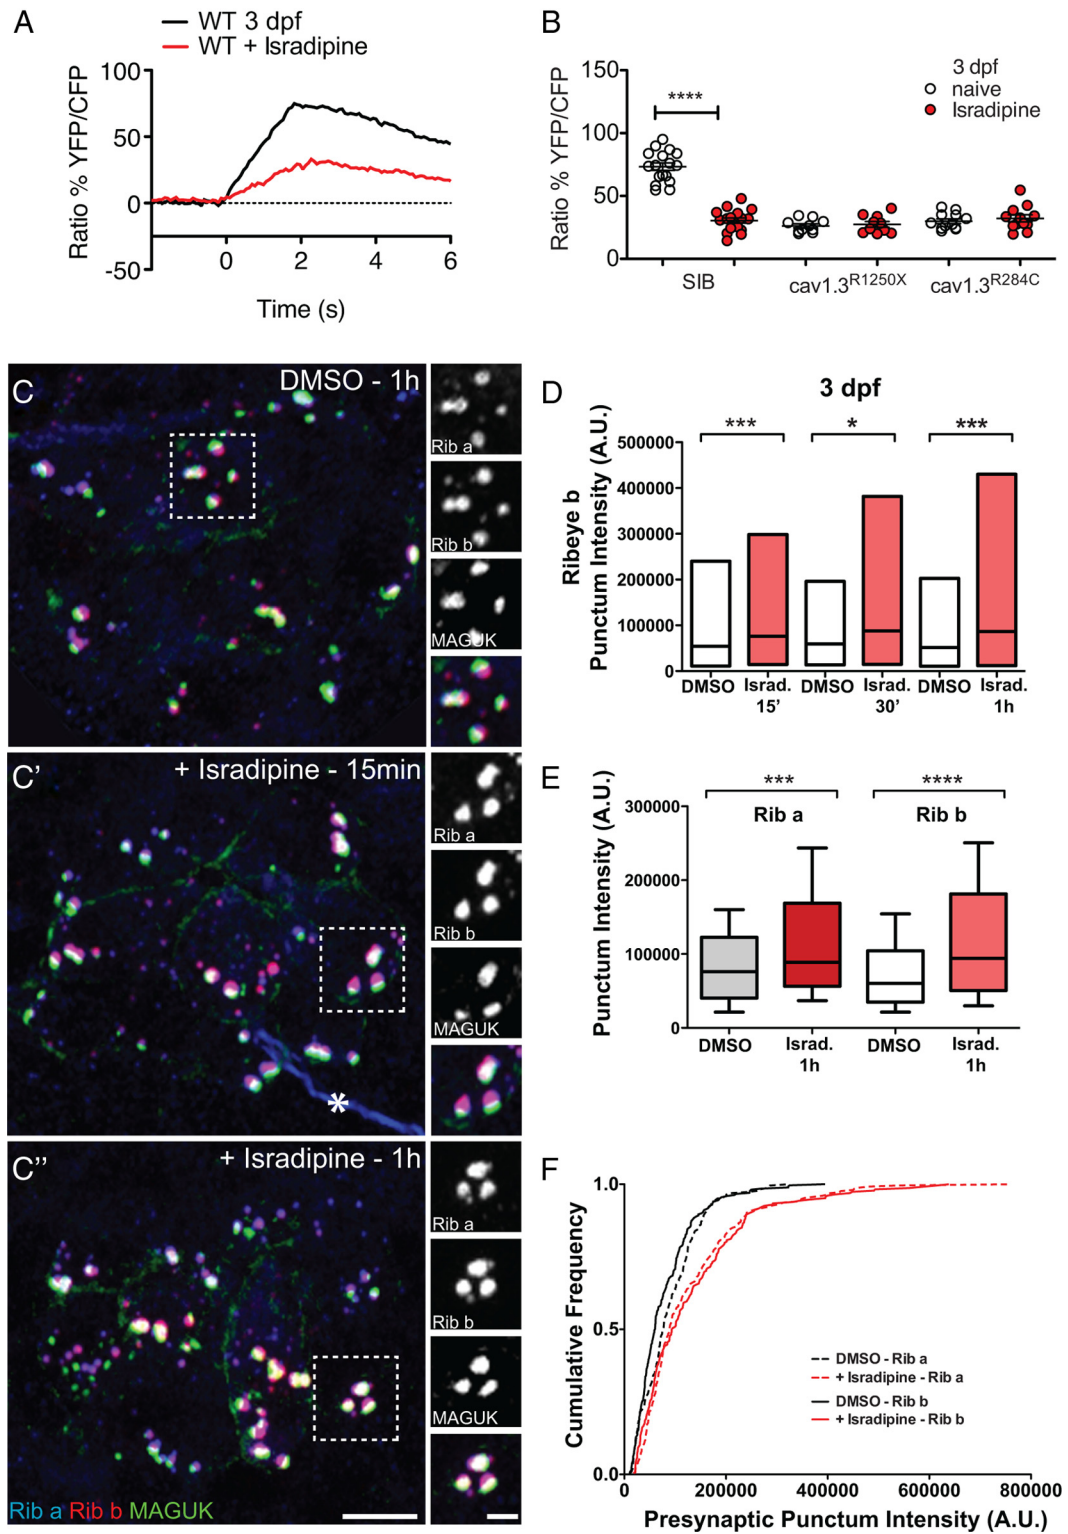 A
WT 3 dpf
WT + Isradipine
Ratio % YFP/CFP
100
50
0
-50
0
2
4
6
Time (s)
B
3 dpf
naive
Isradipine
****
Ratio % YFP/CFP
150
100
50
0
SIB
cav1.3R1250X
cav1.3R284C
C
DMSO - 1h
Rib a
Rib b
MAGUK
C'
+ Isradipine - 15min
Rib a
Rib b
MAGUK
*
C''
+ Isradipine - 1h
Rib a
Rib b
MAGUK
Rib a Rib b MAGUK
D
3 dpf
Ribeye b
Punctum Intensity (A.U.)
500000
400000
300000
200000
100000
0
***
*
***
DMSO
Israd.
15'
DMSO
Israd.
30'
DMSO
Israd.
1h
E
Punctum Intensity (A.U.)
300000
200000
100000
0
***
****
Rib a
Rib b
DMSO
Israd.
1h
DMSO
Israd.
1h
F
Cumulative Frequency
1.0
0.5
0.0
DMSO - Rib a
+ Isradipine - Rib a
DMSO - Rib b
+ Isradipine - Rib b
0
200000
400000
600000
800000
Presynaptic Punctum Intensity (A.U.)